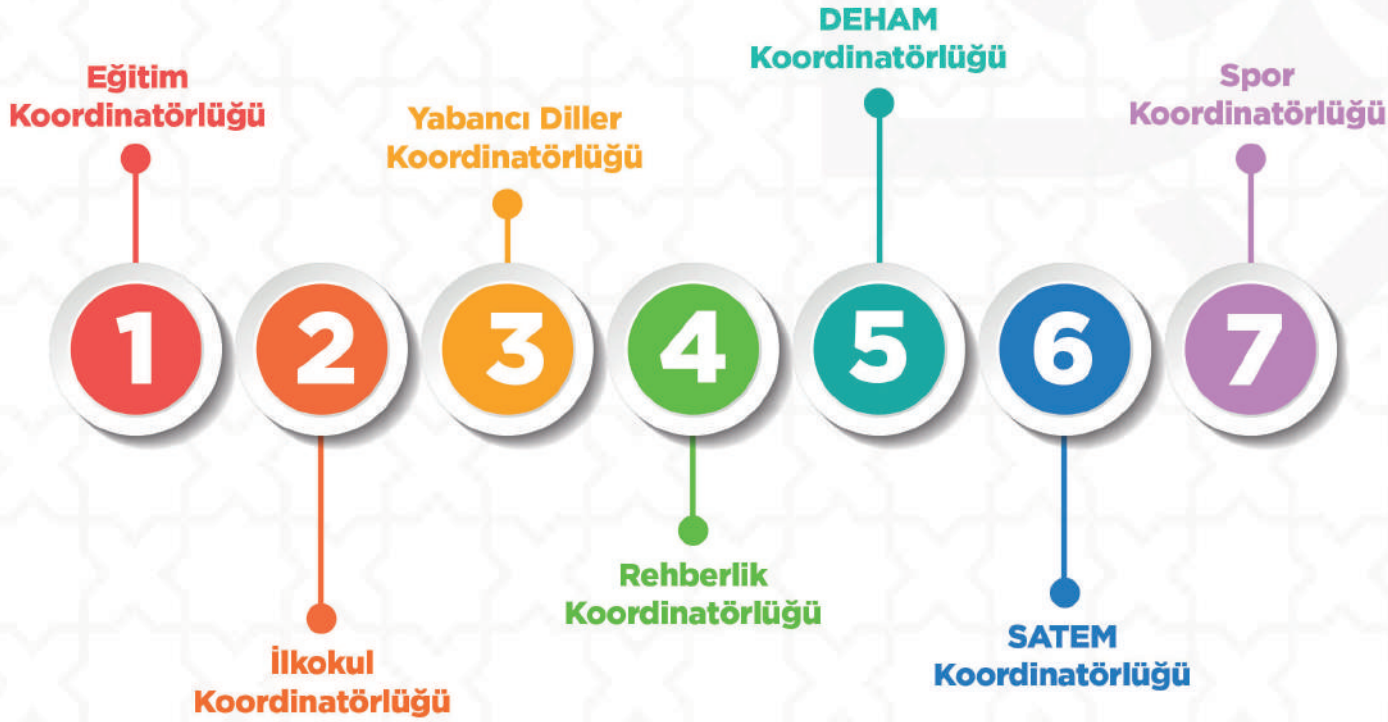 Eğitim
Koordinatörlüğü
1
2
İlkokul
Koordinatörlüğü
Yabancı Diller
Koordinatörlüğü
3
4
Rehberlik
Koordinatörlüğü
DEHAM
Koordinatörlüğü
5
6
SATEM
Koordinatörlüğü
Spor
Koordinatörlüğü
7